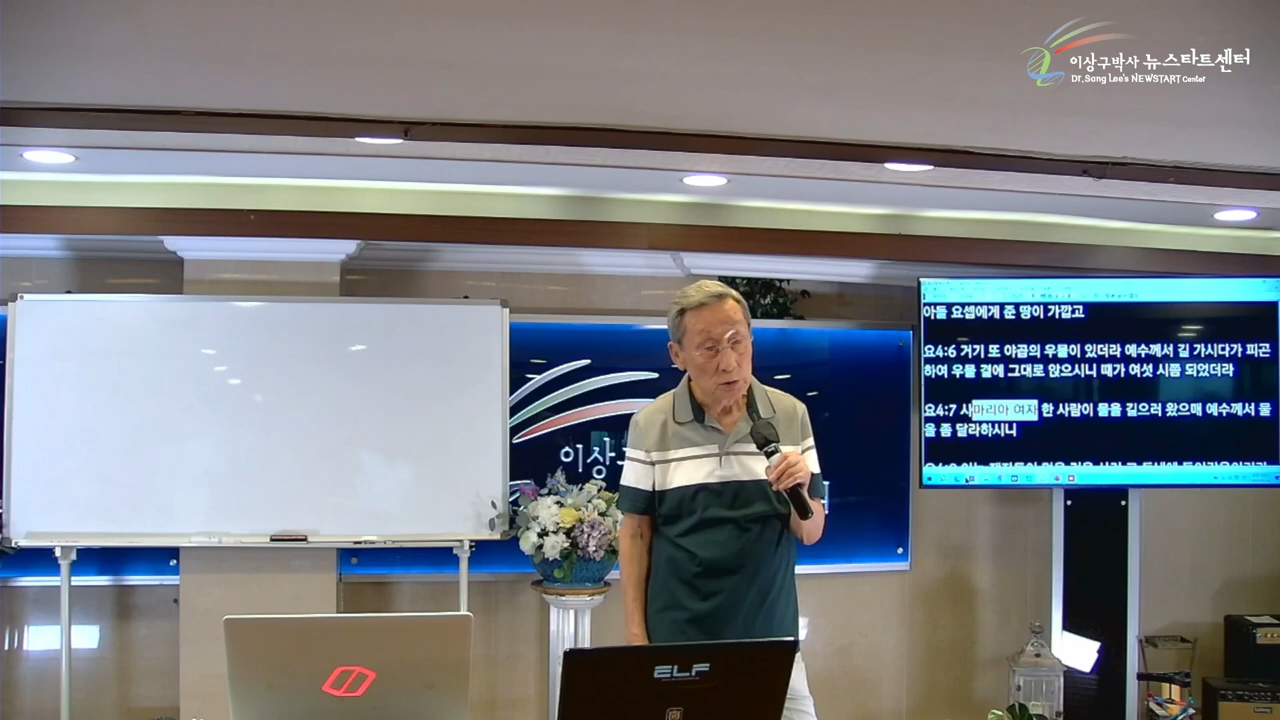 이상구박사 뉴스타트센터
Dr. Sang Lee's NEWSTART Center
아들 요셉에게 준 땅이 가깝고
요4:6 거기 또 야곱의 우물이 있더라 예수께서 길 가시다가 피곤
하여 우물 곁에 그대로 앉으시니 때가 여섯 시쯤 되었더라
요4:7 사마리아 여자 한 사람이 물을 길으러 왔으매 예수께서 물
을 좀 달라하시니
이상
ELF